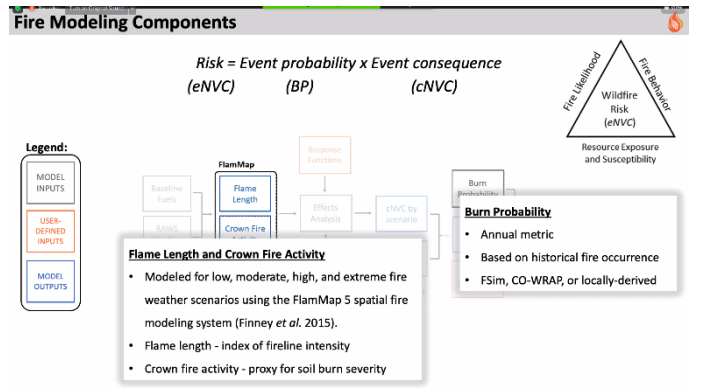 Fire Modeling Components
Risk = Event probability x Event consequence
(eNVC) (BP) (cNVC)
Fire Likelihood
Fire Behavior
Wildfire
Risk
(eNVC)
Resource Exposure
and Susceptibility
Legend:
MODEL
INPUTS
USER-
DEFINED
INPUTS
MODEL
OUTPUTS
FlamMap
Response
Functions
Baseline
Fuels
RAWS
Flame
Length
Crown Fire
Effects
Analysis
cNVC by
scenario
Burn
Probability
Flame Length and Crown Fire Activity
• Modeled for low, moderate, high, and extreme fire
weather scenarios using the FlamMap 5 spatial fire
modeling system (Finney et al. 2015).
• Flame length - index of fireline intensity
• Crown fire activity - proxy for soil burn severity
Burn Probability
• Annual metric
• Based on historical fire occurrence
• FSim, CO-WRAP, or locally-derived